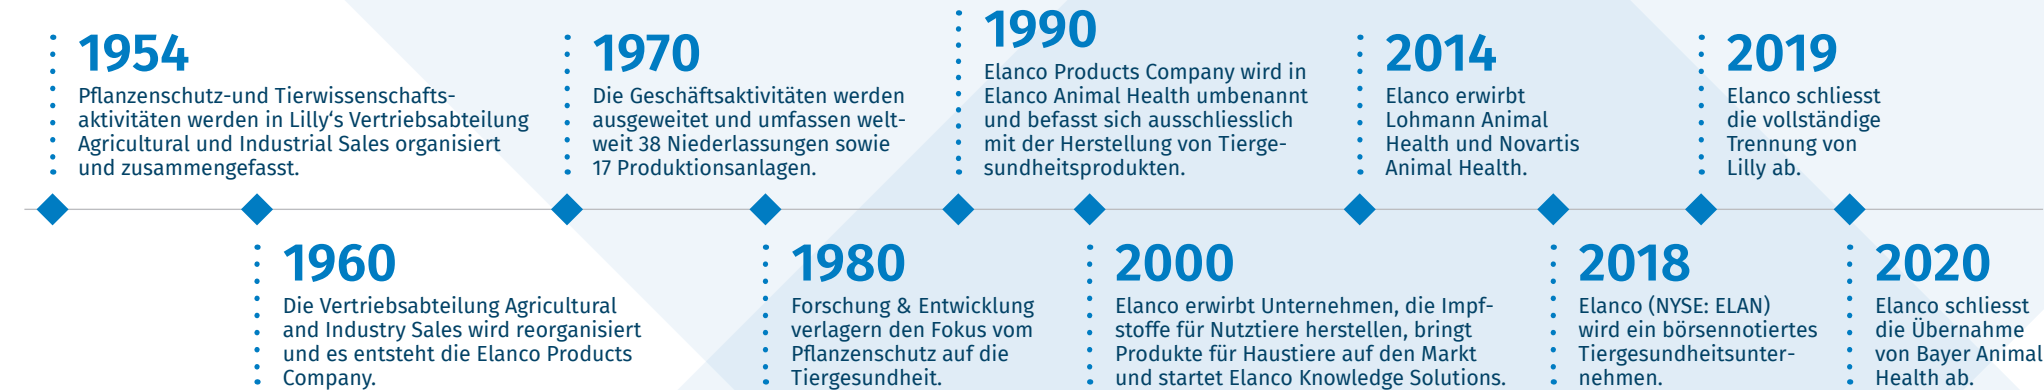 1954
Pflanzenschutz-und Tierwissenschafts-
aktivitäten werden in Lilly‘s Vertriebsabteilung
Agricultural und Industrial Sales organisiert
und zusammengefasst.
1960
Die Vertriebsabteilung Agricultural
and Industry Sales wird reorganisiert
und es entsteht die Elanco Products
Company.
1970
Die Geschäftsaktivitäten werden
ausgeweitet und umfassen welt-
weit 38 Niederlassungen sowie
17 Produktionsanlagen.
1980
Forschung & Entwicklung
verlagern den Fokus vom
Pflanzenschutz auf die
Tiergesundheit.
1990
Elanco Products Company wird in
Elanco Animal Health umbenannt
und befasst sich ausschliesslich
mit der Herstellung von Tierge-
sundheitsprodukten.
2000
Elanco erwirbt Unternehmen, die Impf-
stoffe für Nutztiere herstellen, bringt
Produkte für Haustiere auf den Markt
und startet Elanco Knowledge Solutions.
2014
Elanco erwirbt
Lohmann Animal
Health und Novartis
Animal Health.
2018
Elanco (NYSE: ELAN)
wird ein börsennotiertes
Tiergesundheitsunter-
nehmen.
2019
Elanco schliesst
die vollständige
Trennung von
Lilly ab.
2020
Elanco schliesst
die Übernahme
von Bayer Animal
Health ab.